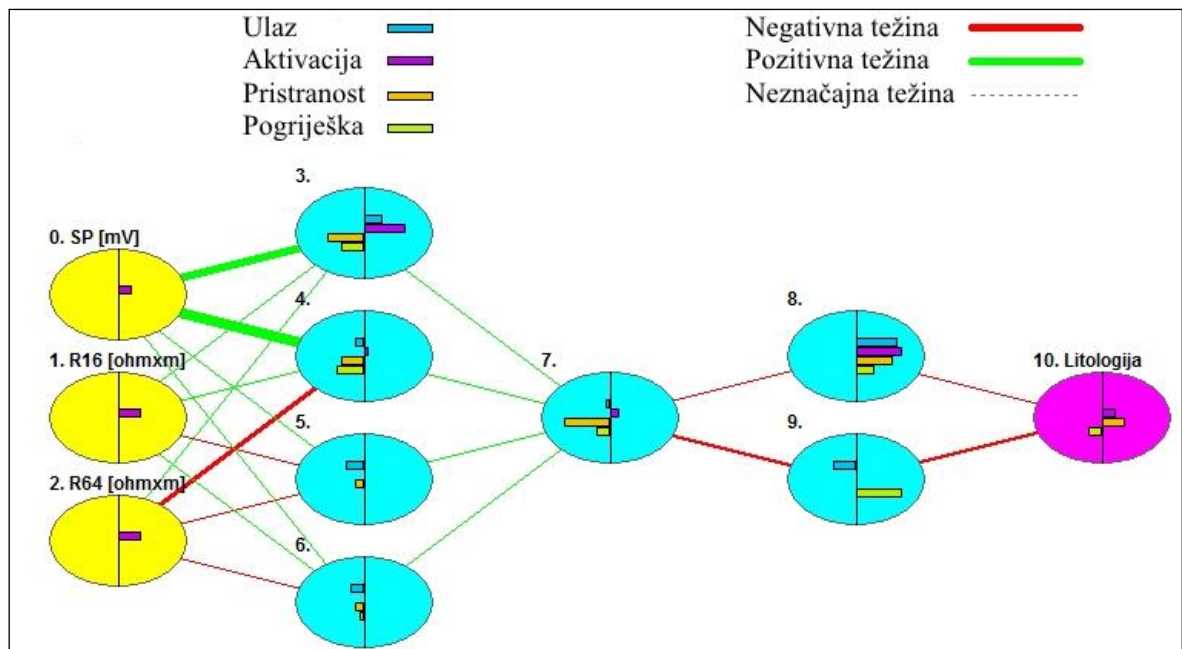 Ulaz
Aktivacija
Pristranost
Pogriješka
Negativna težina
Pozitivna težina
Neznačajna težina
3.
0. SP [mV]
4.
8.
1. R16 [ohmxm]
7.
10. Litologija
5.
9.
2. R64 [ohmxm]
6.